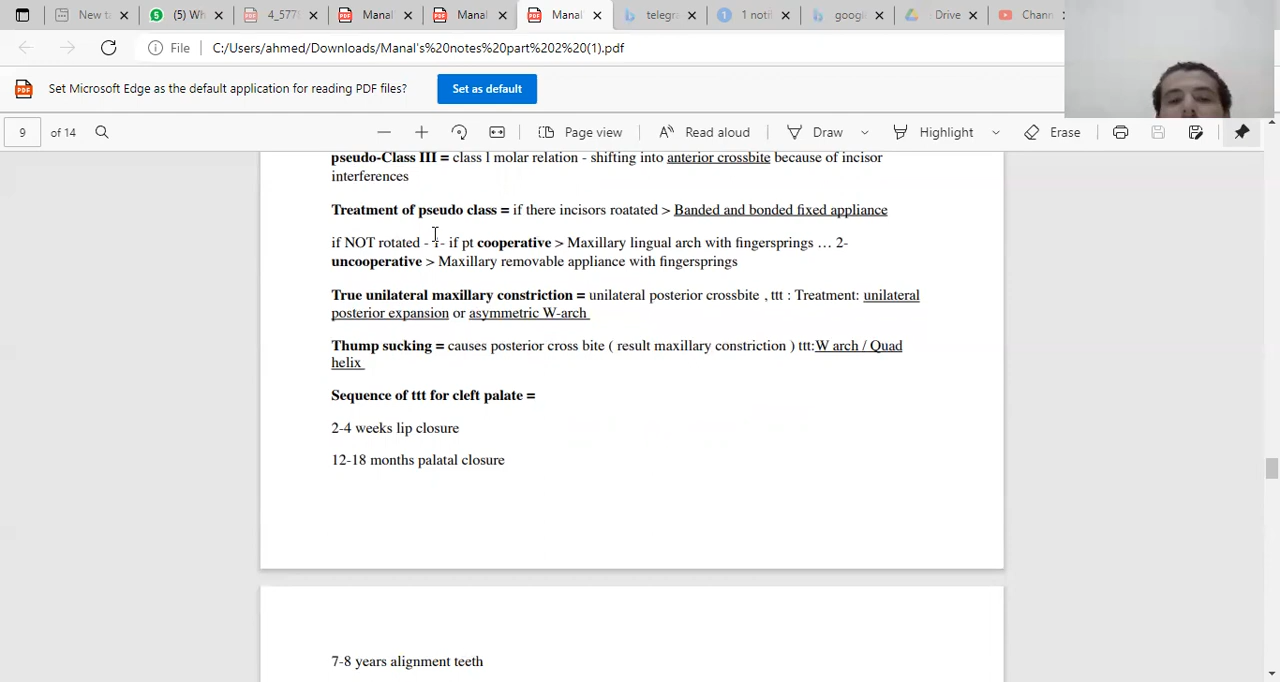 New ta
(5) Wh
4_577
Manal
Manal
Manal
telegra
1 noti
googl
Drive
Chann
File
C:/Users/ahmed/Downloads/Manal's%20notes%20part%202%20(1).pdf
Set Microsoft Edge as the default application for reading PDF files?
Set as default
9 of 14
Page view
Read aloud
Draw
Highlight
Erase
pseudo-Class III = class l molar relation - shifting into anterior crossbite because of incisor
interferences
Treatment of pseudo class = if there incisors roatated > Banded and bonded fixed appliance
if NOT rotated - - if pt cooperative > Maxillary lingual arch with fingersprings … 2-
uncooperative > Maxillary removable appliance with fingersprings
True unilateral maxillary constriction = unilateral posterior crossbite , ttt : Treatment: unilateral
posterior expansion or asymmetric W-arch
Thump sucking = causes posterior cross bite ( result maxillary constriction ) ttt:W arch / Quad
helix
Sequence of ttt for cleft palate =
2-4 weeks lip closure
12-18 months palatal closure
7-8 years alignment teeth